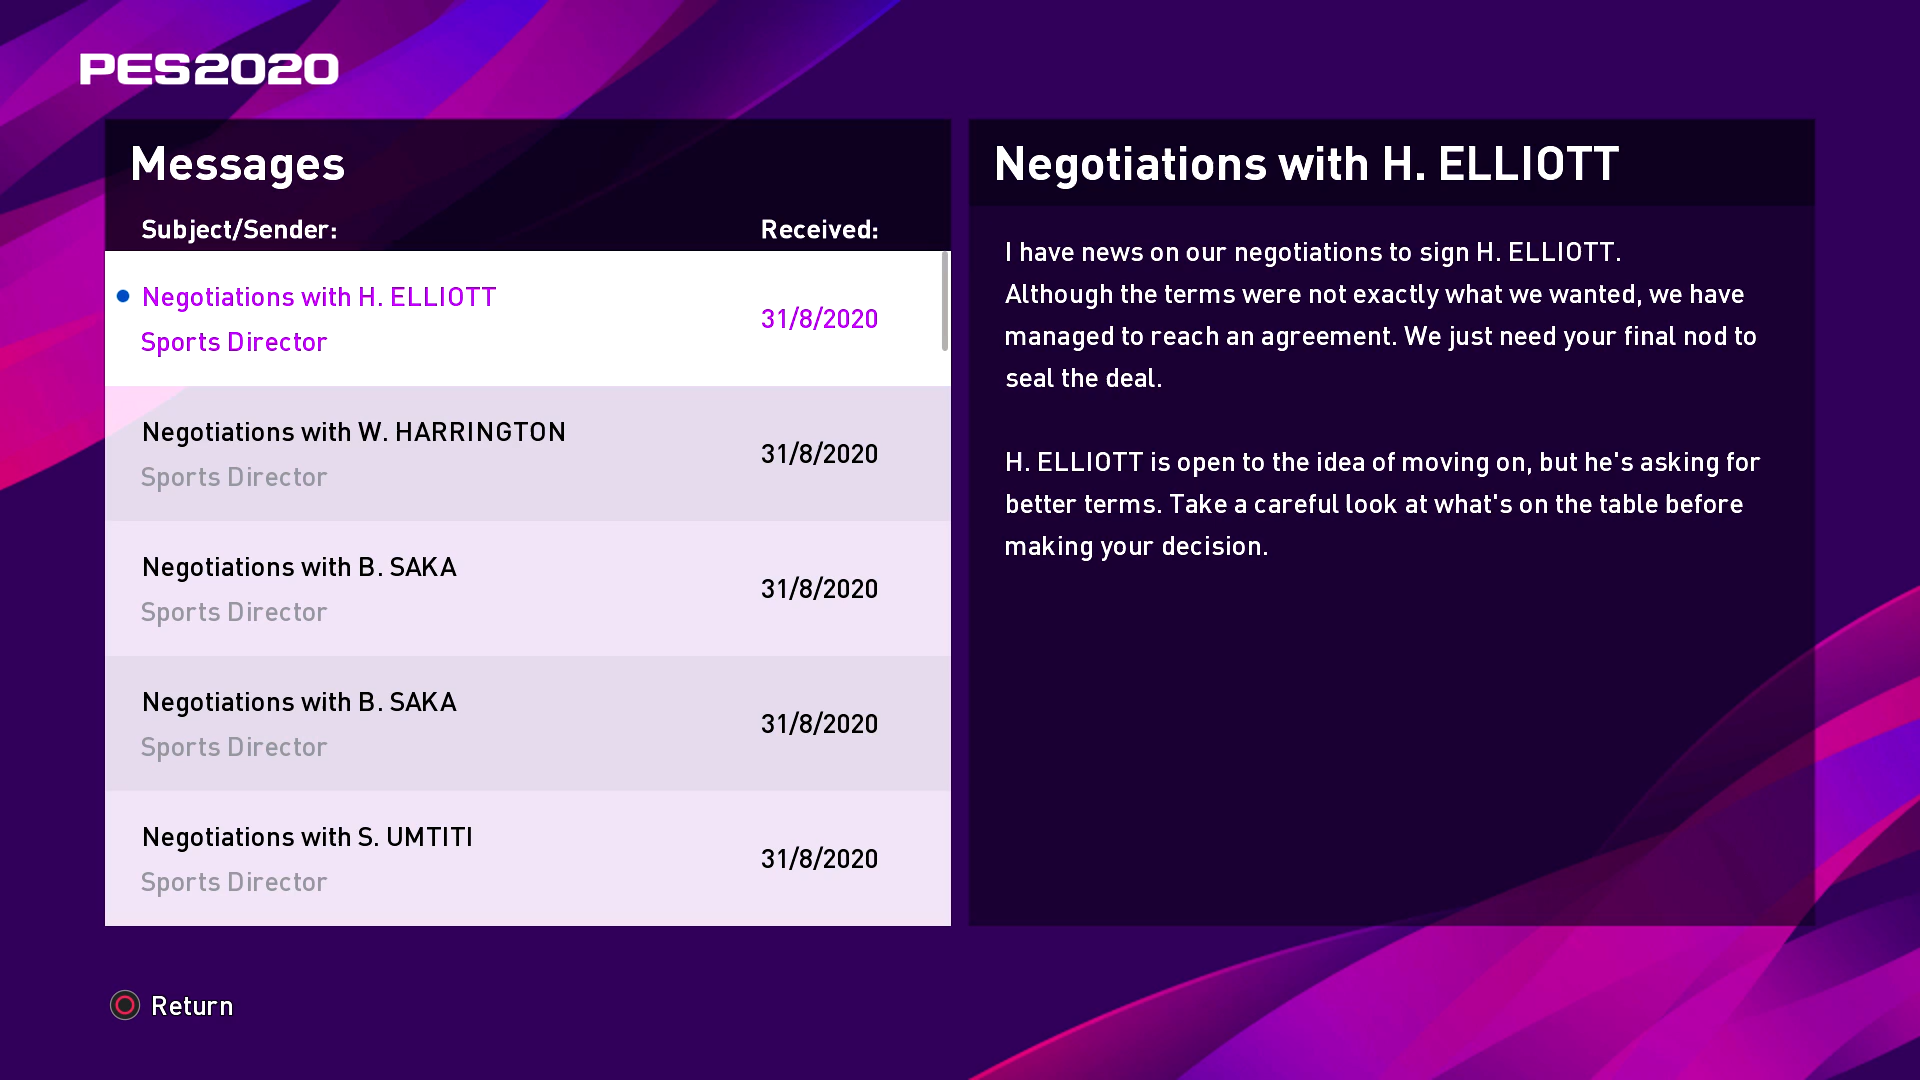 PES2020
Messages
Subject/Sender:
Received:
Negotiations with H. ELLIOTT
Sports Director
31/8/2020
Negotiations with W. HARRINGTON
Sports Director
31/8/2020
Negotiations with B. SAKA
Sports Director
31/8/2020
Negotiations with B. SAKA
Sports Director
31/8/2020
Negotiations with S. UMTITI
Sports Director
31/8/2020
Negotiations with H. ELLIOTT
I have news on our negotiations to sign H. ELLIOTT.
Although the terms were not exactly what we wanted, we have
managed to reach an agreement. We just need your final nod to
seal the deal.
H. ELLIOTT is open to the idea of moving on, but he's asking for
better terms. Take a careful look at what's on the table before
making your decision.
Return